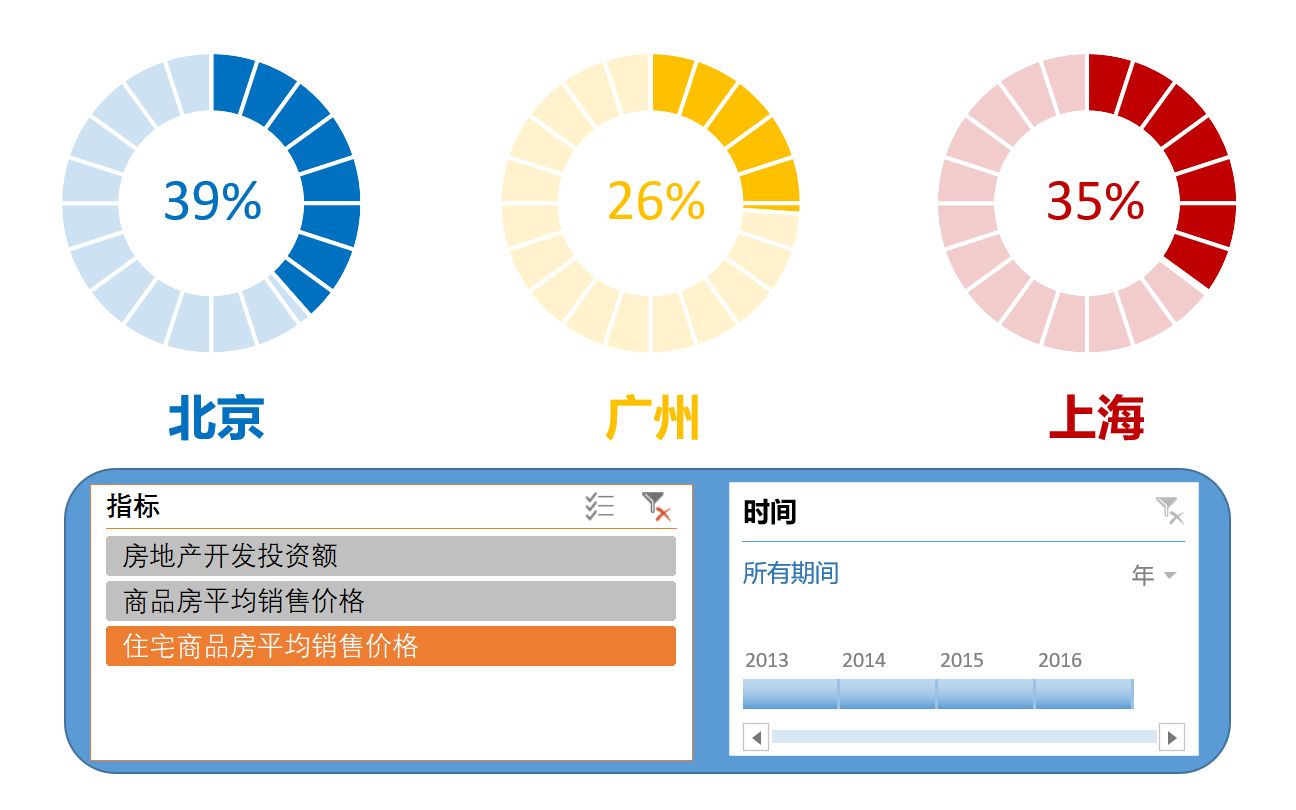 39%
26%
35%
北京
广州
上海
指标
房地产开发投资额
商品房平均销售价格
住宅商品房平均销售价格
时间
所有期间
年
2013 2014 2015 2016